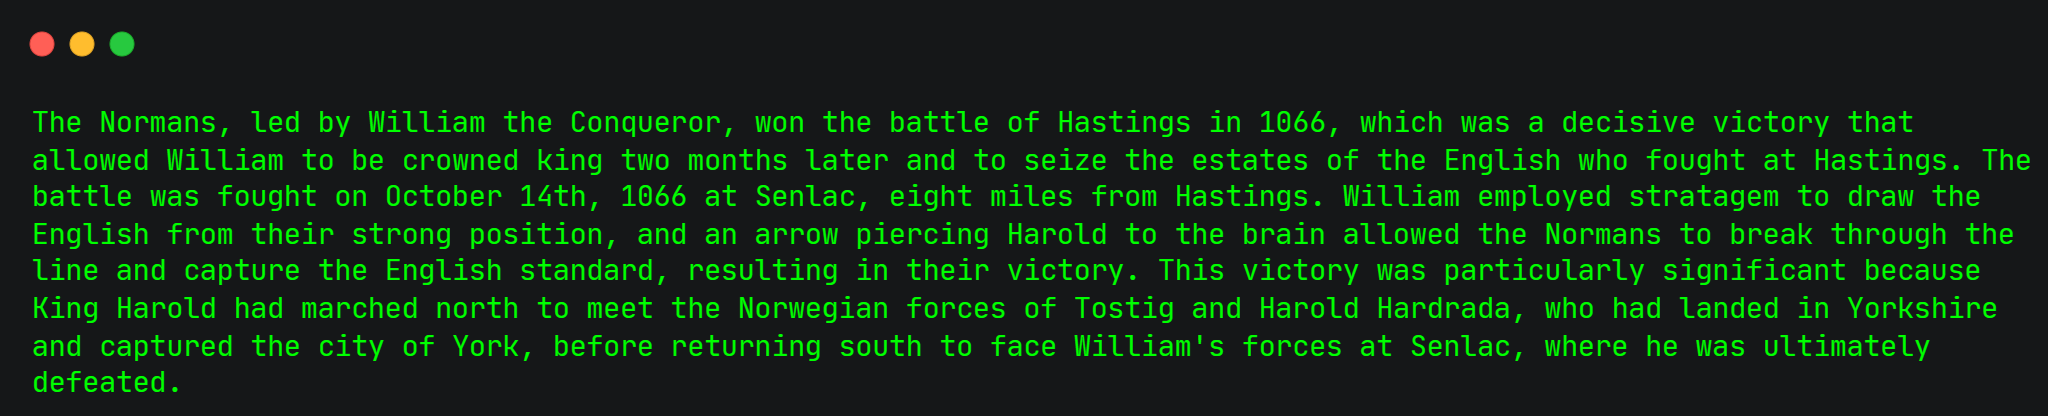 The Normans, led by William the Conqueror, won the battle of Hastings in 1066, which was a decisive victory that
allowed William to be crowned king two months later and to seize the estates of the English who fought at Hastings. The
battle was fought on October 14th, 1066 at Senlac, eight miles from Hastings. William employed stratagem to draw the
English from their strong position, and an arrow piercing Harold to the brain allowed the Normans to break through the
line and capture the English standard, resulting in their victory. This victory was particularly significant because
King Harold had marched north to meet the Norwegian forces of Tostig and Harold Hardrada, who had landed in Yorkshire
and captured the city of York, before returning south to face William's forces at Senlac, where he was ultimately
defeated.